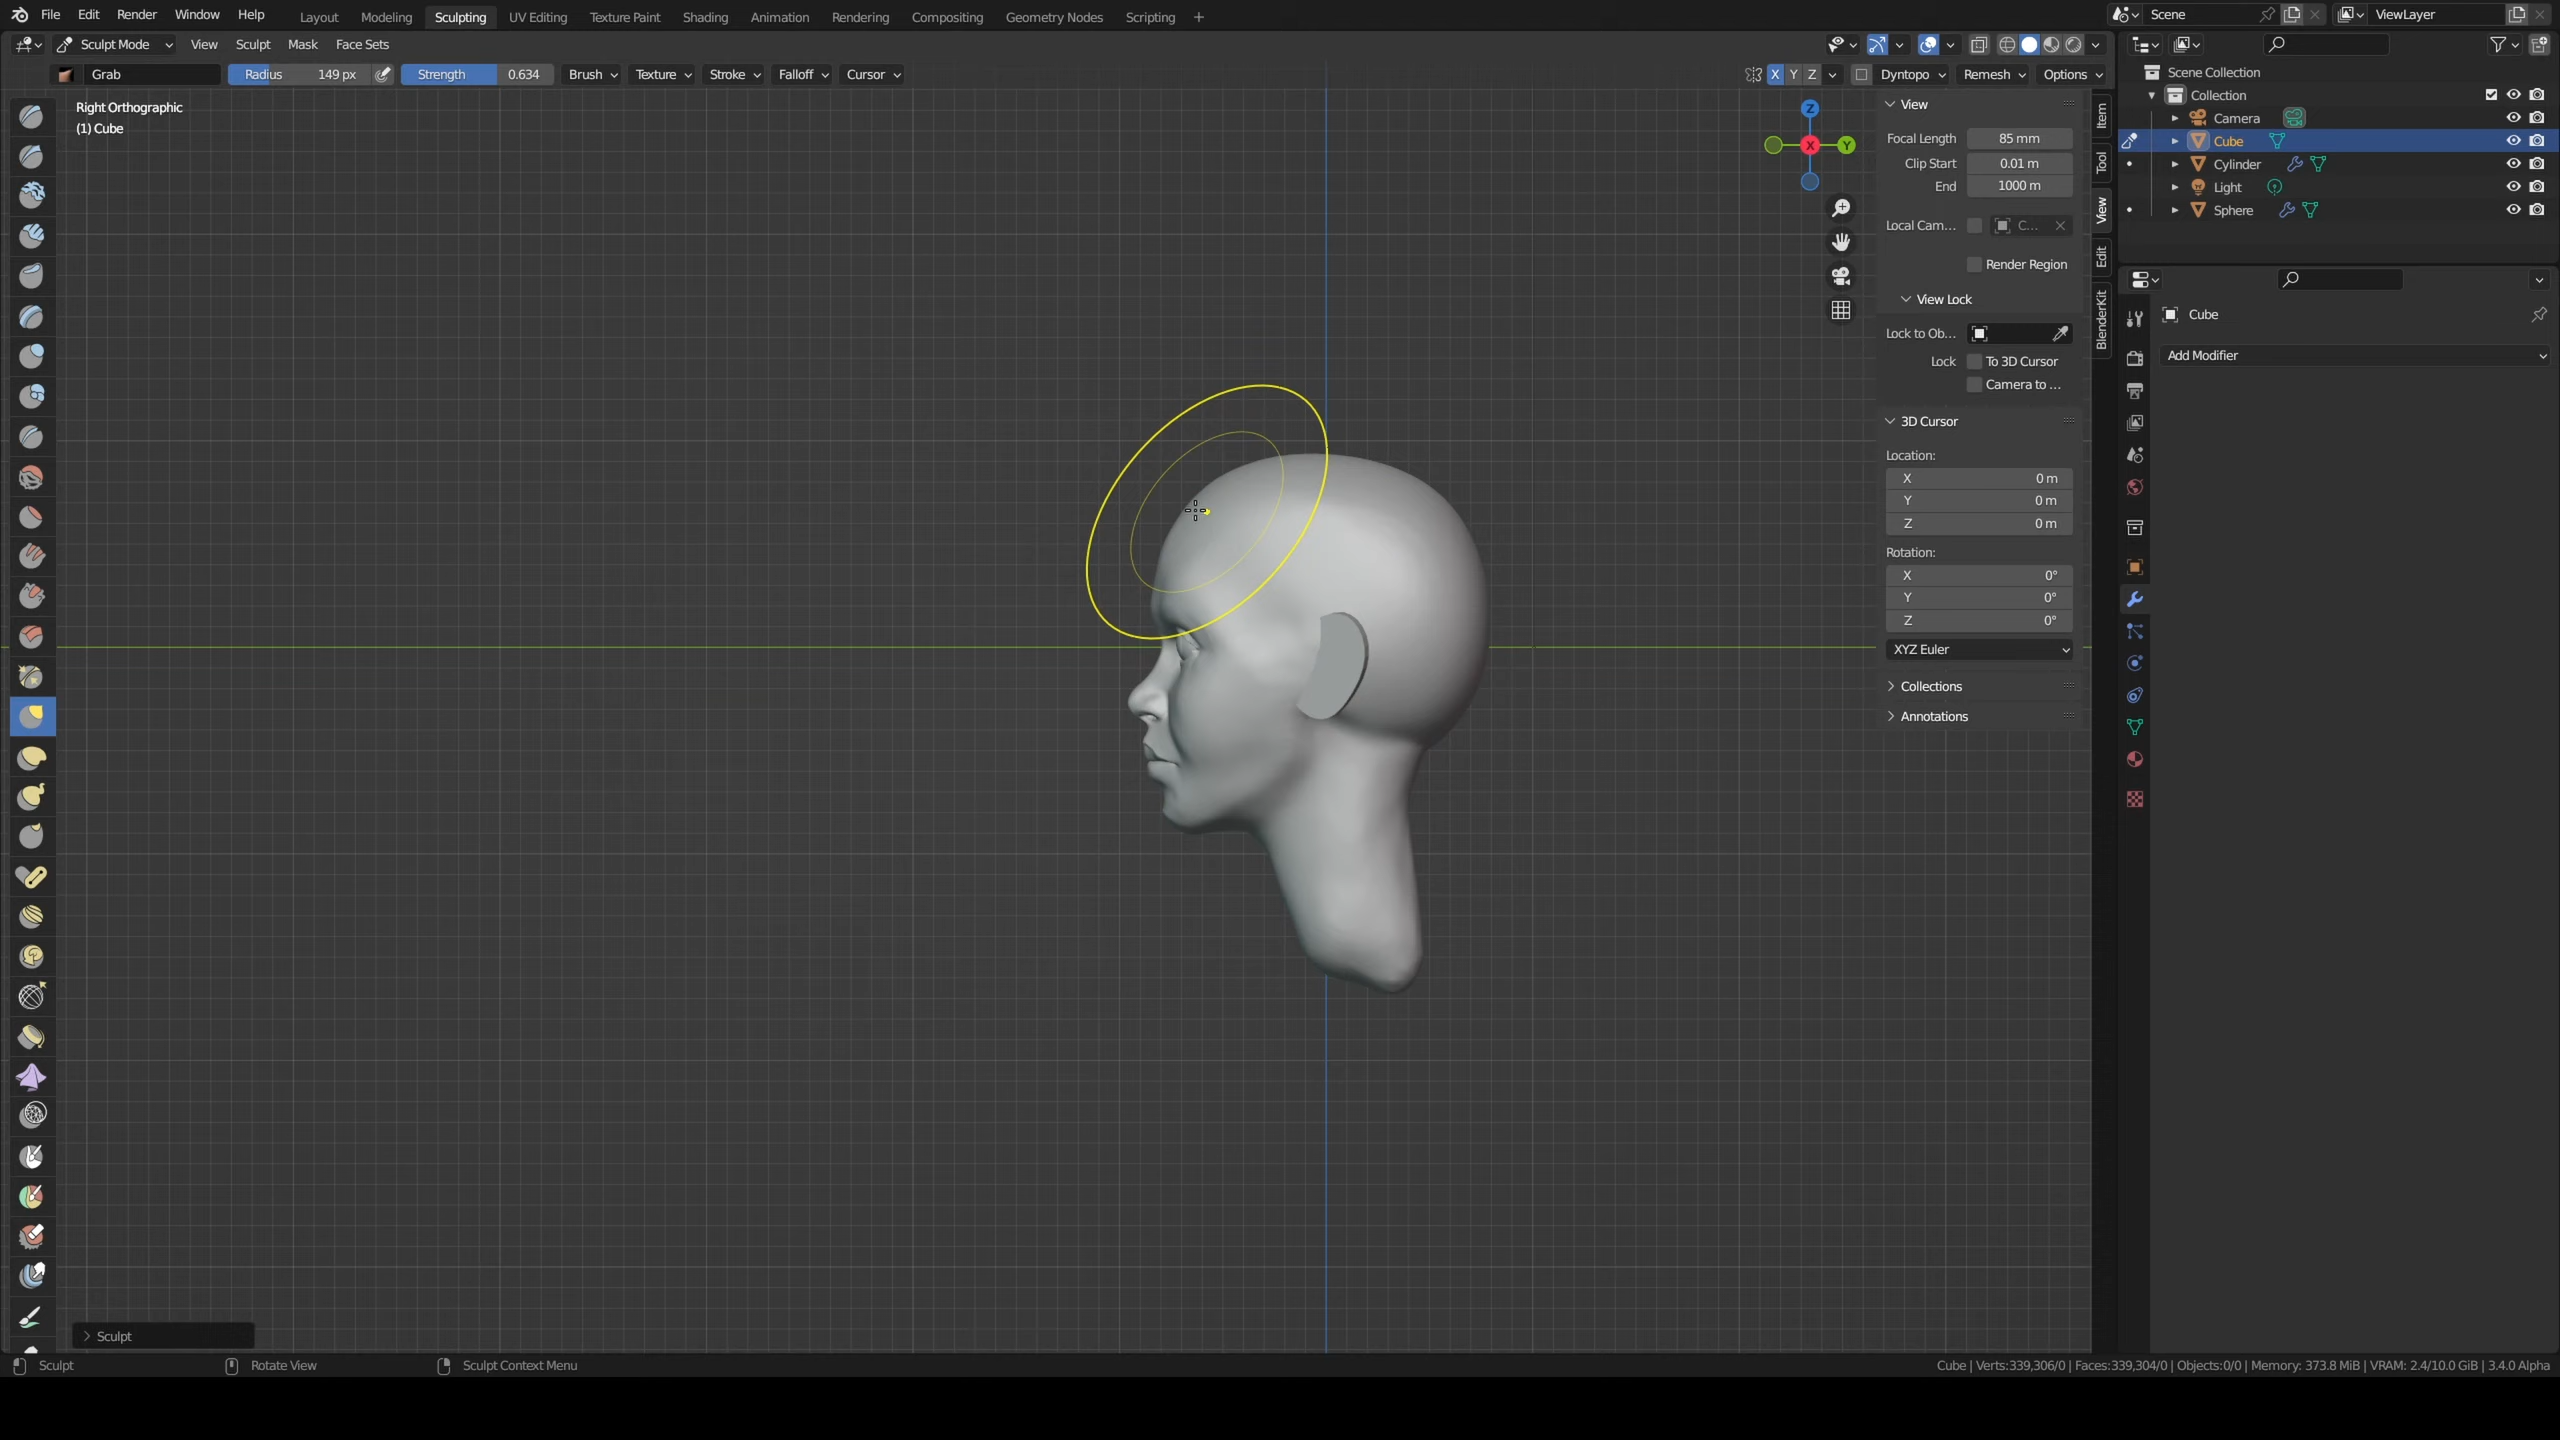 File Edit Render Window Help Layout Modeling Sculpting UV Editing Texture Paint Shading Animation Rendering Compositing Geometry Nodes Scripting + Scene ViewLayer
Sculpt Mode View Sculpt Mask Face Sets
Grab Radius 149 px Strength 0.634 Brush Texture Stroke Falloff Cursor X Y Z Dyntopo Remesh Options
Right Orthographic
(1) Cube
Z
X
Y
View
Focal Length 85 mm
Clip Start 0.01 m
End 1000 m
Local Cam... C...
Render Region
View Lock
Lock to Ob...
Lock To 3D Cursor
Camera to ...
3D Cursor
Location:
X 0 m
Y 0 m
Z 0 m
Rotation:
X 0°
Y 0°
Z 0°
XYZ Euler
Collections
Annotations
Item
Tool
View
Edit
BlenderKit
Scene Collection
Collection
Camera
Cube
Cylinder
Light
Sphere
Cube
Add Modifier
Sculpt
Sculpt Rotate View Sculpt Context Menu Cube | Verts:339,306/0 | Faces:339,304/0 | Objects:0/0 | Memory: 373.8 MiB | VRAM: 2.4/10.0 GiB | 3.4.0 Alpha